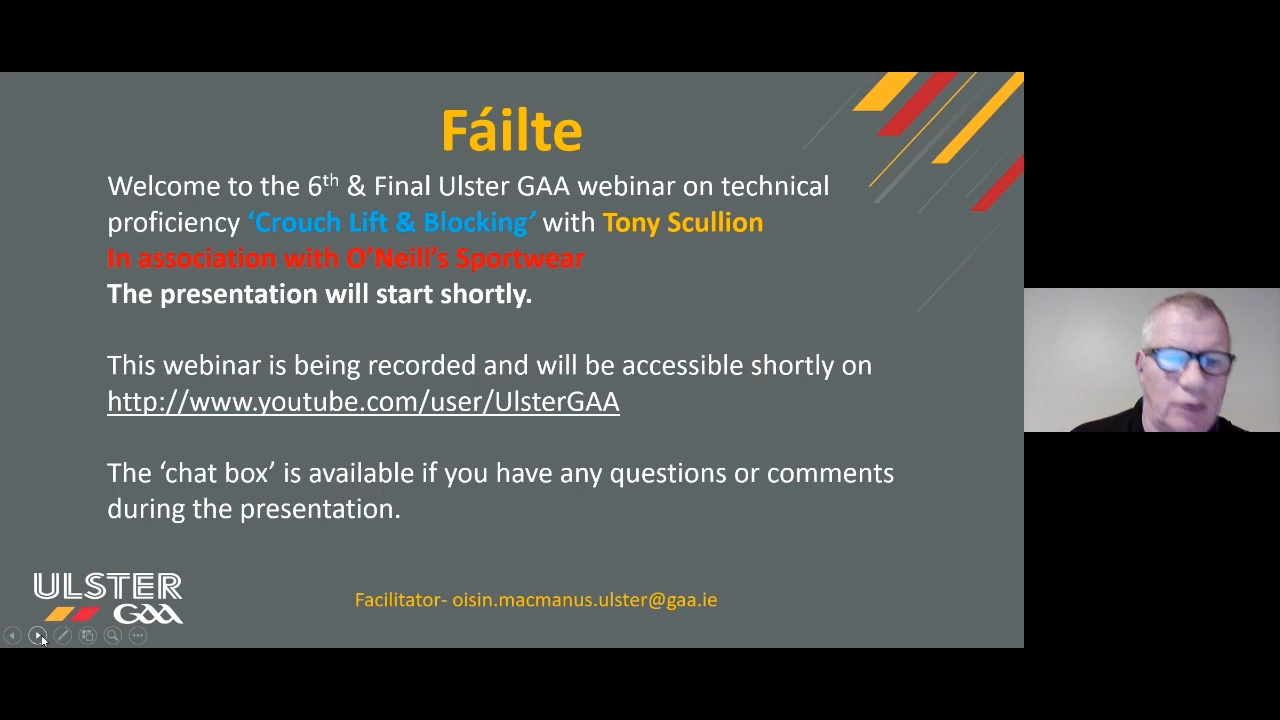 Fáilte
Welcome to the 6th & Final Ulster GAA webinar on technical
proficiency ‘Crouch Lift & Blocking’ with Tony Scullion
In association with O’Neill’s Sportwear
The presentation will start shortly.
This webinar is being recorded and will be accessible shortly on
http://www.youtube.com/user/UlsterGAA
The ‘chat box’ is available if you have any questions or comments
during the presentation.
ULSTER
GAA
Facilitator- oisin.macmanus.ulster@gaa.ie